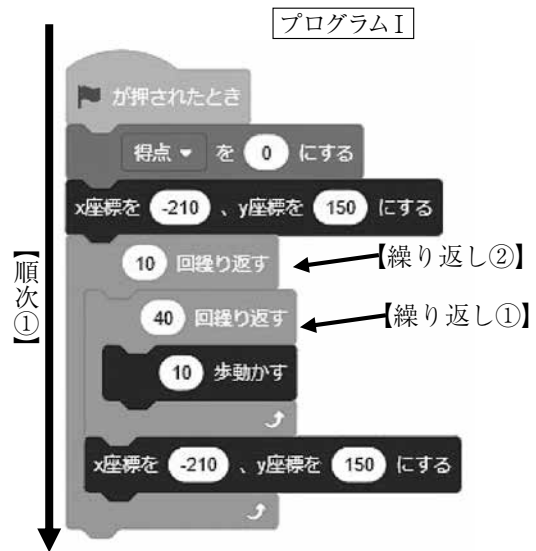 プログラムⅠ
が押されたとき
得点 を 0 にする
x座標を -210 、y座標を 150 にする
【順次①】
10 回繰り返す
【繰り返し②】
40 回繰り返す
【繰り返し①】
10 歩動かす
x座標を -210 、y座標を 150 にする